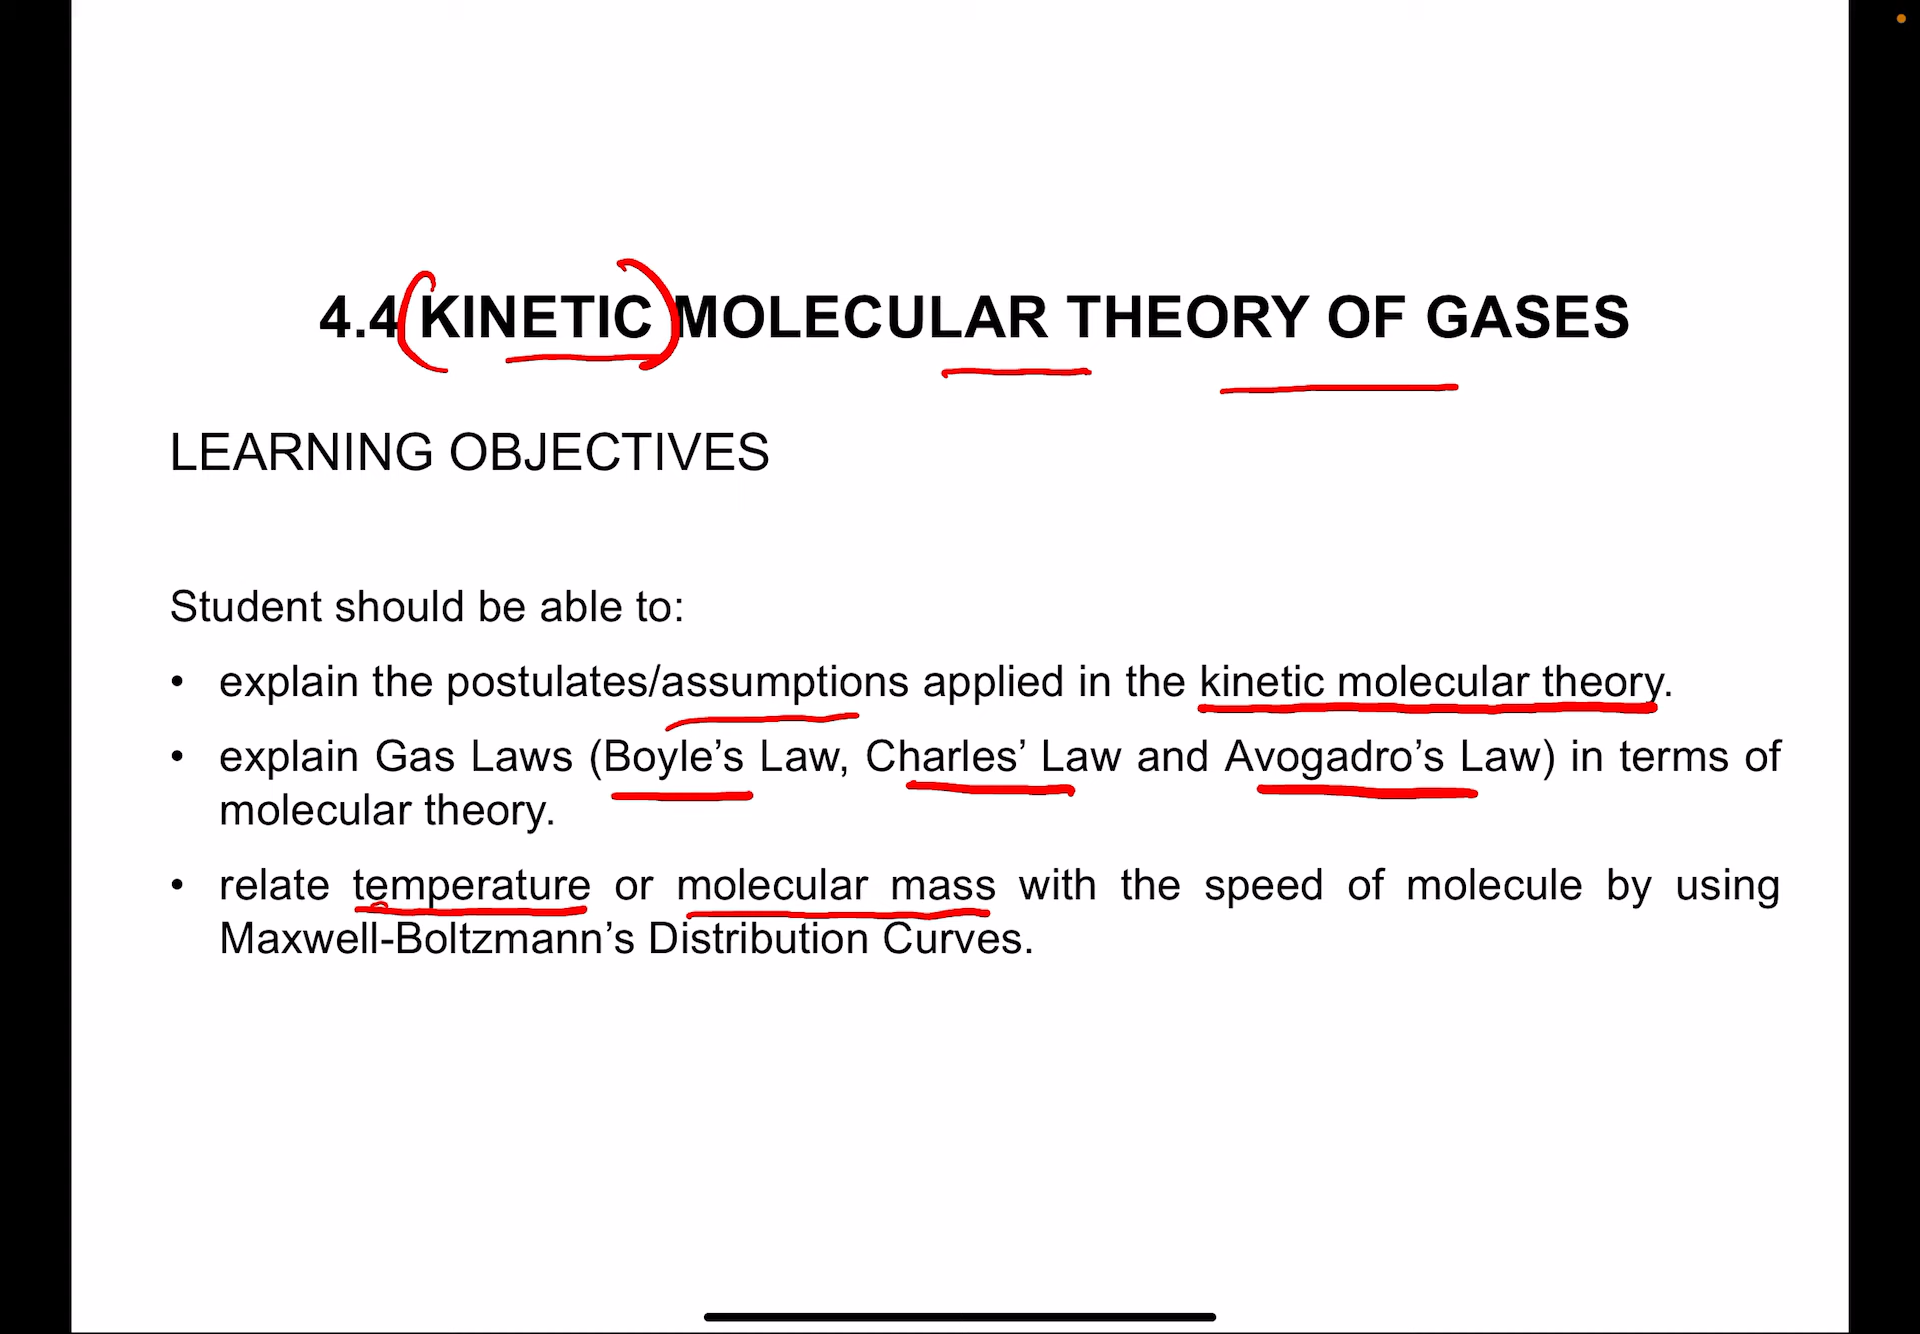 4.4 KINETIC MOLECULAR THEORY OF GASES
LEARNING OBJECTIVES
Student should be able to:
• explain the postulates/assumptions applied in the kinetic molecular theory.
• explain Gas Laws (Boyle’s Law, Charles’ Law and Avogadro’s Law) in terms of
molecular theory.
• relate temperature or molecular mass with the speed of molecule by using
Maxwell-Boltzmann’s Distribution Curves.